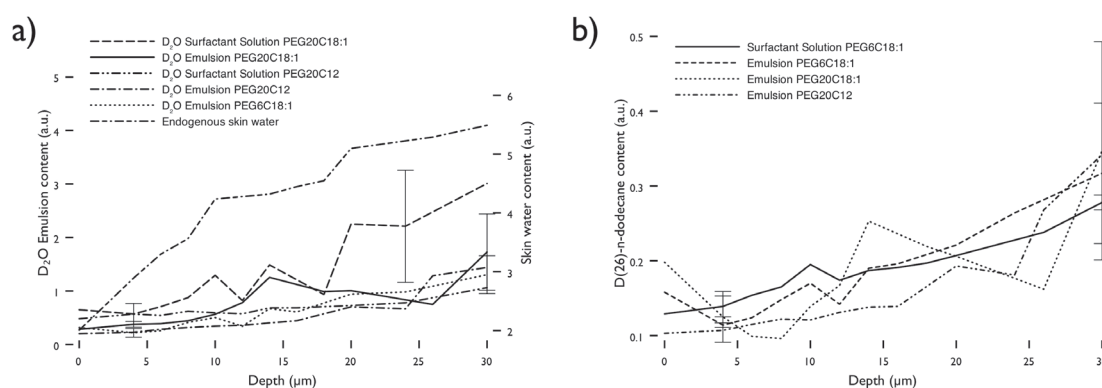 a)
D₂O Surfactant Solution PEG20C18:1
D₂O Emulsion PEG20C18:1
D₂O Surfactant Solution PEG20C12
D₂O Emulsion PEG20C12
D₂O Emulsion PEG6C18:1
Endogenous skin water
D₂O Emulsion content (a.u.)
5
4
3
2
1
0
Skin water content (a.u.)
6
5
4
3
2
0 5 10 15 20 25 30
Depth (µm)
b)
Surfactant Solution PEG6C18:1
Emulsion PEG6C18:1
Emulsion PEG20C18:1
Emulsion PEG20C12
D(26)-n-dodecane content (a.u.)
0.5
0.4
0.3
0.2
0.1
0 5 10 15 20 25 30
Depth (µm)